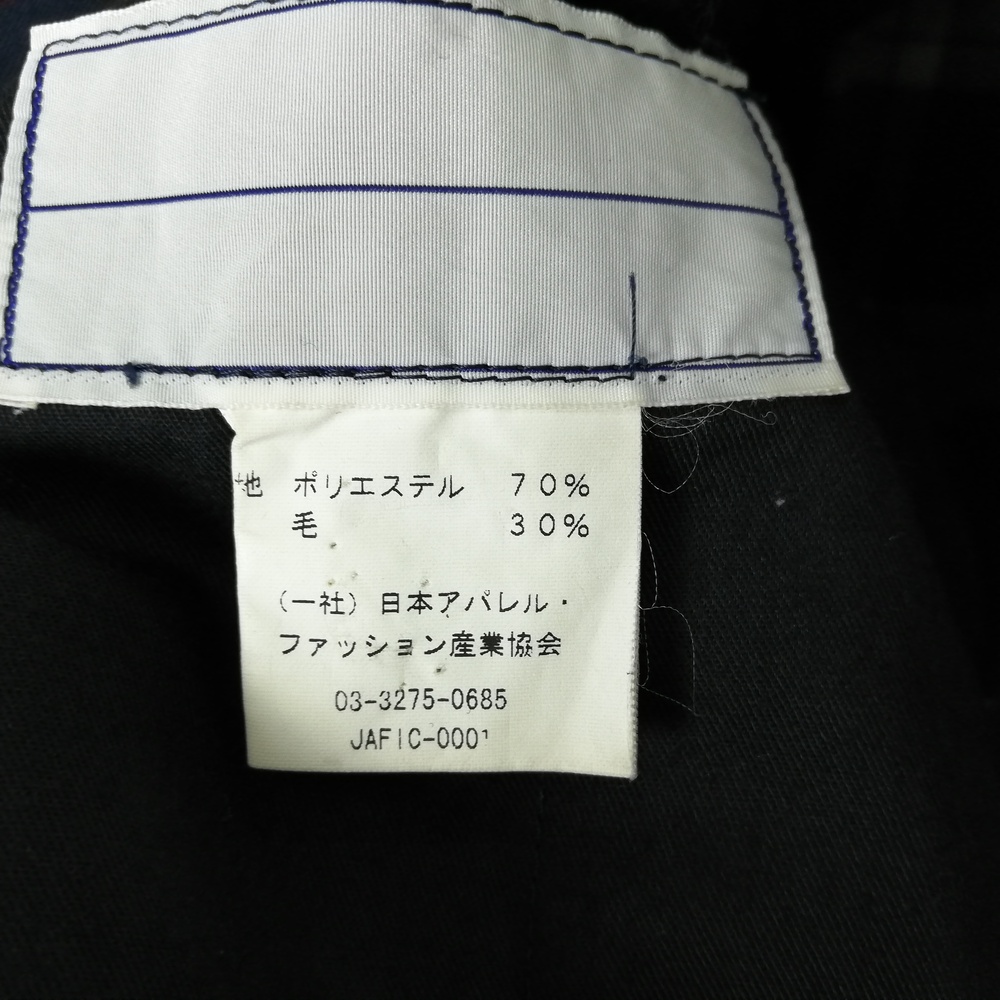 地 ポリエステル 70%
毛 30%
(一社) 日本アパレル・
ファッション産業協会
03-3275-0685
JAFIC-0001